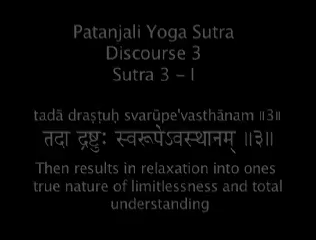 Patanjali Yoga Sutra
Discourse 3
Sutra 3 - I
tadā draṣṭuḥ svarūpe'vasthānam ॥3॥
तदा द्रष्टुः स्वरूपेऽवस्थानम् ॥३॥
Then results in relaxation into ones
true nature of limitlessness and total
understanding